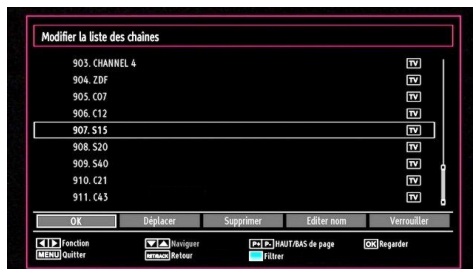 Modifier la liste des chaînes
903. CHANNEL 4 TV
904. ZDF TV
905. C07 TV
906. C12 TV
907. S15 TV
908. S20 TV
909. S40 TV
910. C21 TV
911. C43 TV
OK Déplacer Supprimer Editer nom Verrouiller
Fonction Naviguer P+ P- HAUT/BAS de page OK Regarder
MENU Quitter RET/BACK Retour Filtrer